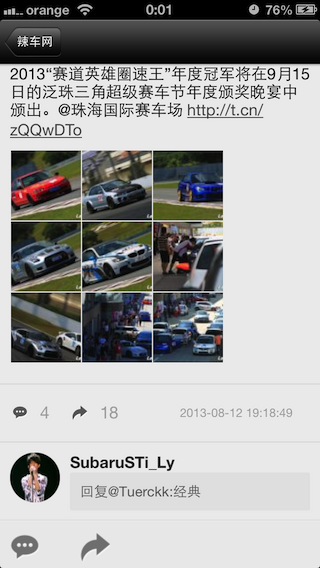 orange
0:01
76%
辣车网
2013“赛道英雄圈速王”年度冠军将在9月15
日的泛珠三角超级赛车节年度颁奖晚宴中
颁出。@珠海国际赛车场 http://t.cn/
zQQwDTo
4
18
2013-08-12 19:18:49
SubaruSTi_Ly
回复@Tuerckk:经典